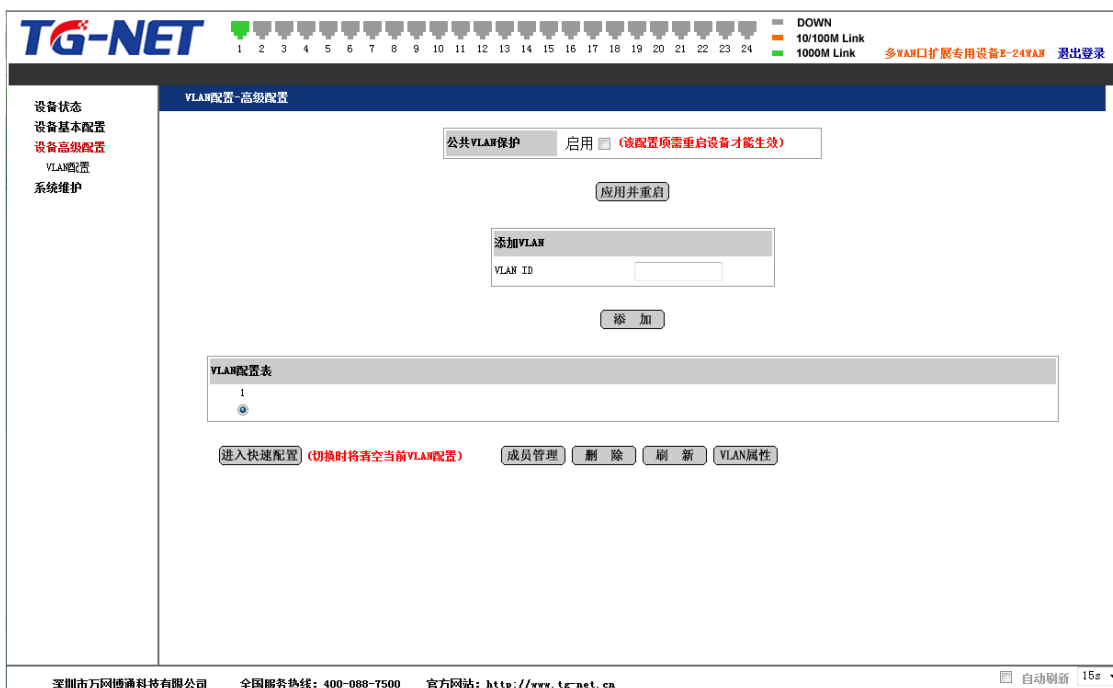 TG-NET
1 2 3 4 5 6 7 8 9 10 11 12 13 14 15 16 17 18 19 20 21 22 23 24
DOWN
10/100M Link
1000M Link
多WAN口扩展专用设备E-24WAN 退出登录
设备状态
设备基本配置
设备高级配置
VLAN配置
系统维护
VLAN配置-高级配置
公共VLAN保护 启用 (该配置项需重启设备才能生效)
应用并重启
添加VLAN
VLAN ID
添 加
VLAN配置表
1
进入快速配置 (切换时将清空当前VLAN配置) 成员管理 删 除 刷 新 VLAN属性
深圳市万网博通科技有限公司 全国服务热线：400-088-7500 官方网站：http://www.tg-net.cn
自动刷新 15s